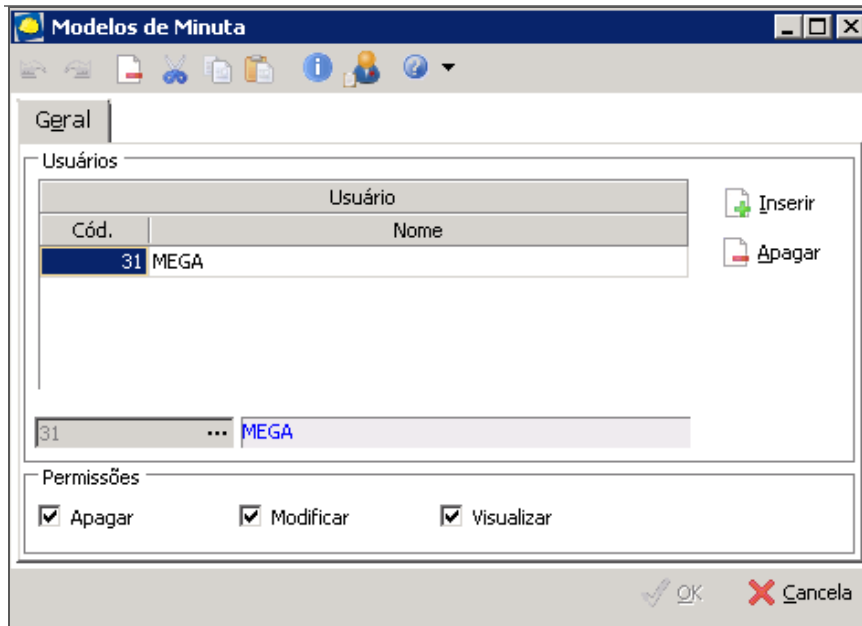 Modelos de Minuta
Geral
Usuários
Usuário
Cód. Nome
31 MEGA
Inserir
Apagar
31 ... MEGA
Permissões
Apagar Modificar Visualizar
OK Cancela